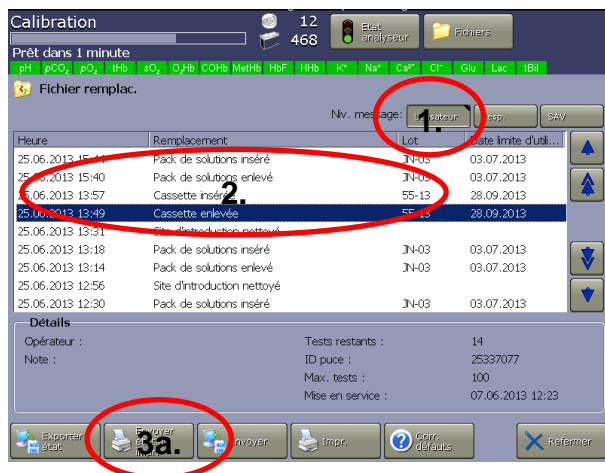 Calibration
12
468
Etat analyseur
Fichiers
Prêt dans 1 minute
pH pCO₂ pO₂ tHb sO₂ O₂Hb COHb MetHb HbF HHb K⁺ Na⁺ Ca²⁺ Cl⁻ Glu Lac tBil
Fichier remplac.
Niv. message: Utilisateur Resp. SAV
1.
Heure Remplacement Lot Date limite d'utili...
25.06.2013 15:44 Pack de solutions inséré JN-03 03.07.2013
25.06.2013 15:40 Pack de solutions enlevé JN-03 03.07.2013
25.06.2013 13:57 Cassette insérée 55-13 28.09.2013
2.
25.06.2013 13:49 Cassette enlevée 55-13 28.09.2013
25.06.2013 13:31 Site d'introduction nettoyé
25.06.2013 13:18 Pack de solutions inséré JN-03 03.07.2013
25.06.2013 13:14 Pack de solutions enlevé JN-03 03.07.2013
25.06.2013 12:56 Site d'introduction nettoyé
25.06.2013 12:30 Pack de solutions inséré JN-03 03.07.2013
Détails
Opérateur : Tests restants : 14
Note : ID puce : 25337077
Max. tests : 100
Mise en service : 07.06.2013 12:23
Exporter état
Envoyer
3a.
Envoyer
Impr.
Corr. défauts
Refermer